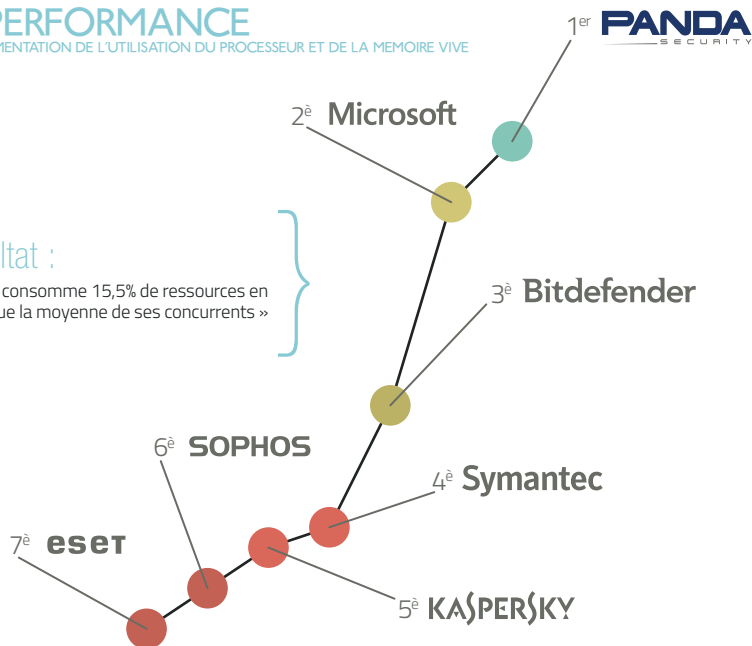 PERFORMANCE
MENTATION DE L'UTILISATION DU PROCESSEUR ET DE LA MEMOIRE VIVE
1er PANDA
SECURITY
2è Microsoft
ltat :
consomme 15,5% de ressources en
ue la moyenne de ses concurrents »
3è Bitdefender
6è SOPHOS
4è Symantec
7è eseT
5è KASPERSKY